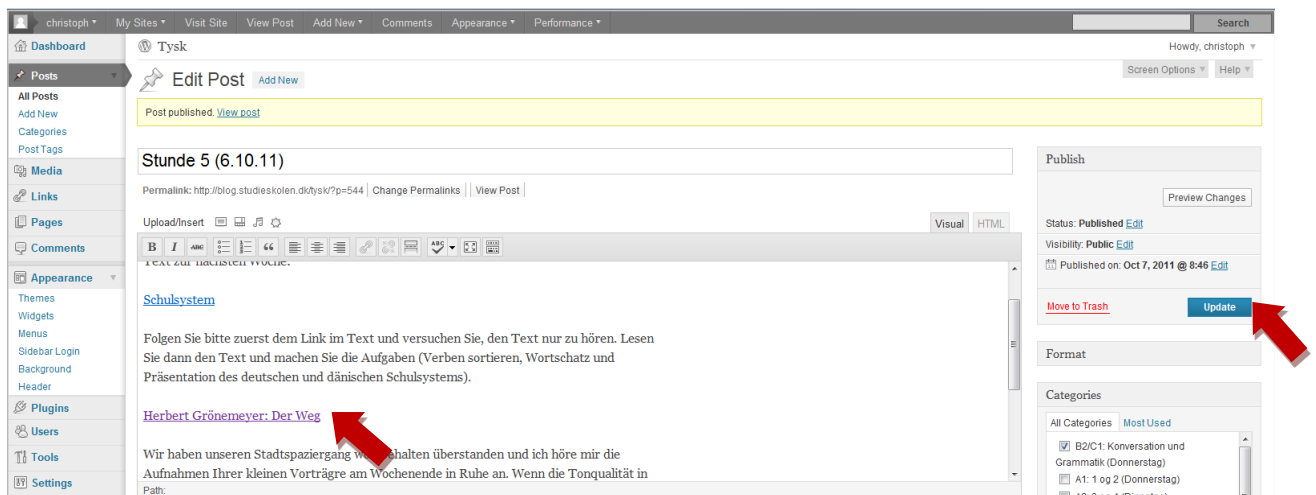 christoph My Sites Visit Site View Post Add New Comments Appearance Performance Search
Dashboard
Posts
All Posts
Add New
Categories
Post Tags
Media
Links
Pages
Comments
Appearance
Themes
Widgets
Menus
Sidebar Login
Background
Header
Plugins
Users
Tools
Settings
Tysk
Howdy, christoph
Screen Options Help
Edit Post Add New
Post published. View post
Stunde 5 (6.10.11)
Permalink: http://blog.studieskolen.dk/tysk/?p=544 Change Permalinks View Post
Upload/Insert
Visual HTML
B I ABC ABC
Text zur nächsten Woche:
Schulsystem
Folgen Sie bitte zuerst dem Link im Text und versuchen Sie, den Text nur zu hören. Lesen
Sie dann den Text und machen Sie die Aufgaben (Verben sortieren, Wortschatz und
Präsentation des deutschen und dänischen Schulsystems).
Herbert Grönemeyer: Der Weg
Wir haben unseren Stadtspaziergang überstanden und ich höre mir die
Aufnahmen Ihrer kleinen Vorträgre am Wochenende in Ruhe an. Wenn die Tonqualität in
Path:
Publish
Preview Changes
Status: Published Edit
Visibility: Public Edit
Published on: Oct 7, 2011 @ 8:46 Edit
Move to Trash Update
Format
Categories
All Categories Most Used
B2/C1: Konversation und
Grammatik (Donnerstag)
A1: 1 og 2 (Donnerstag)